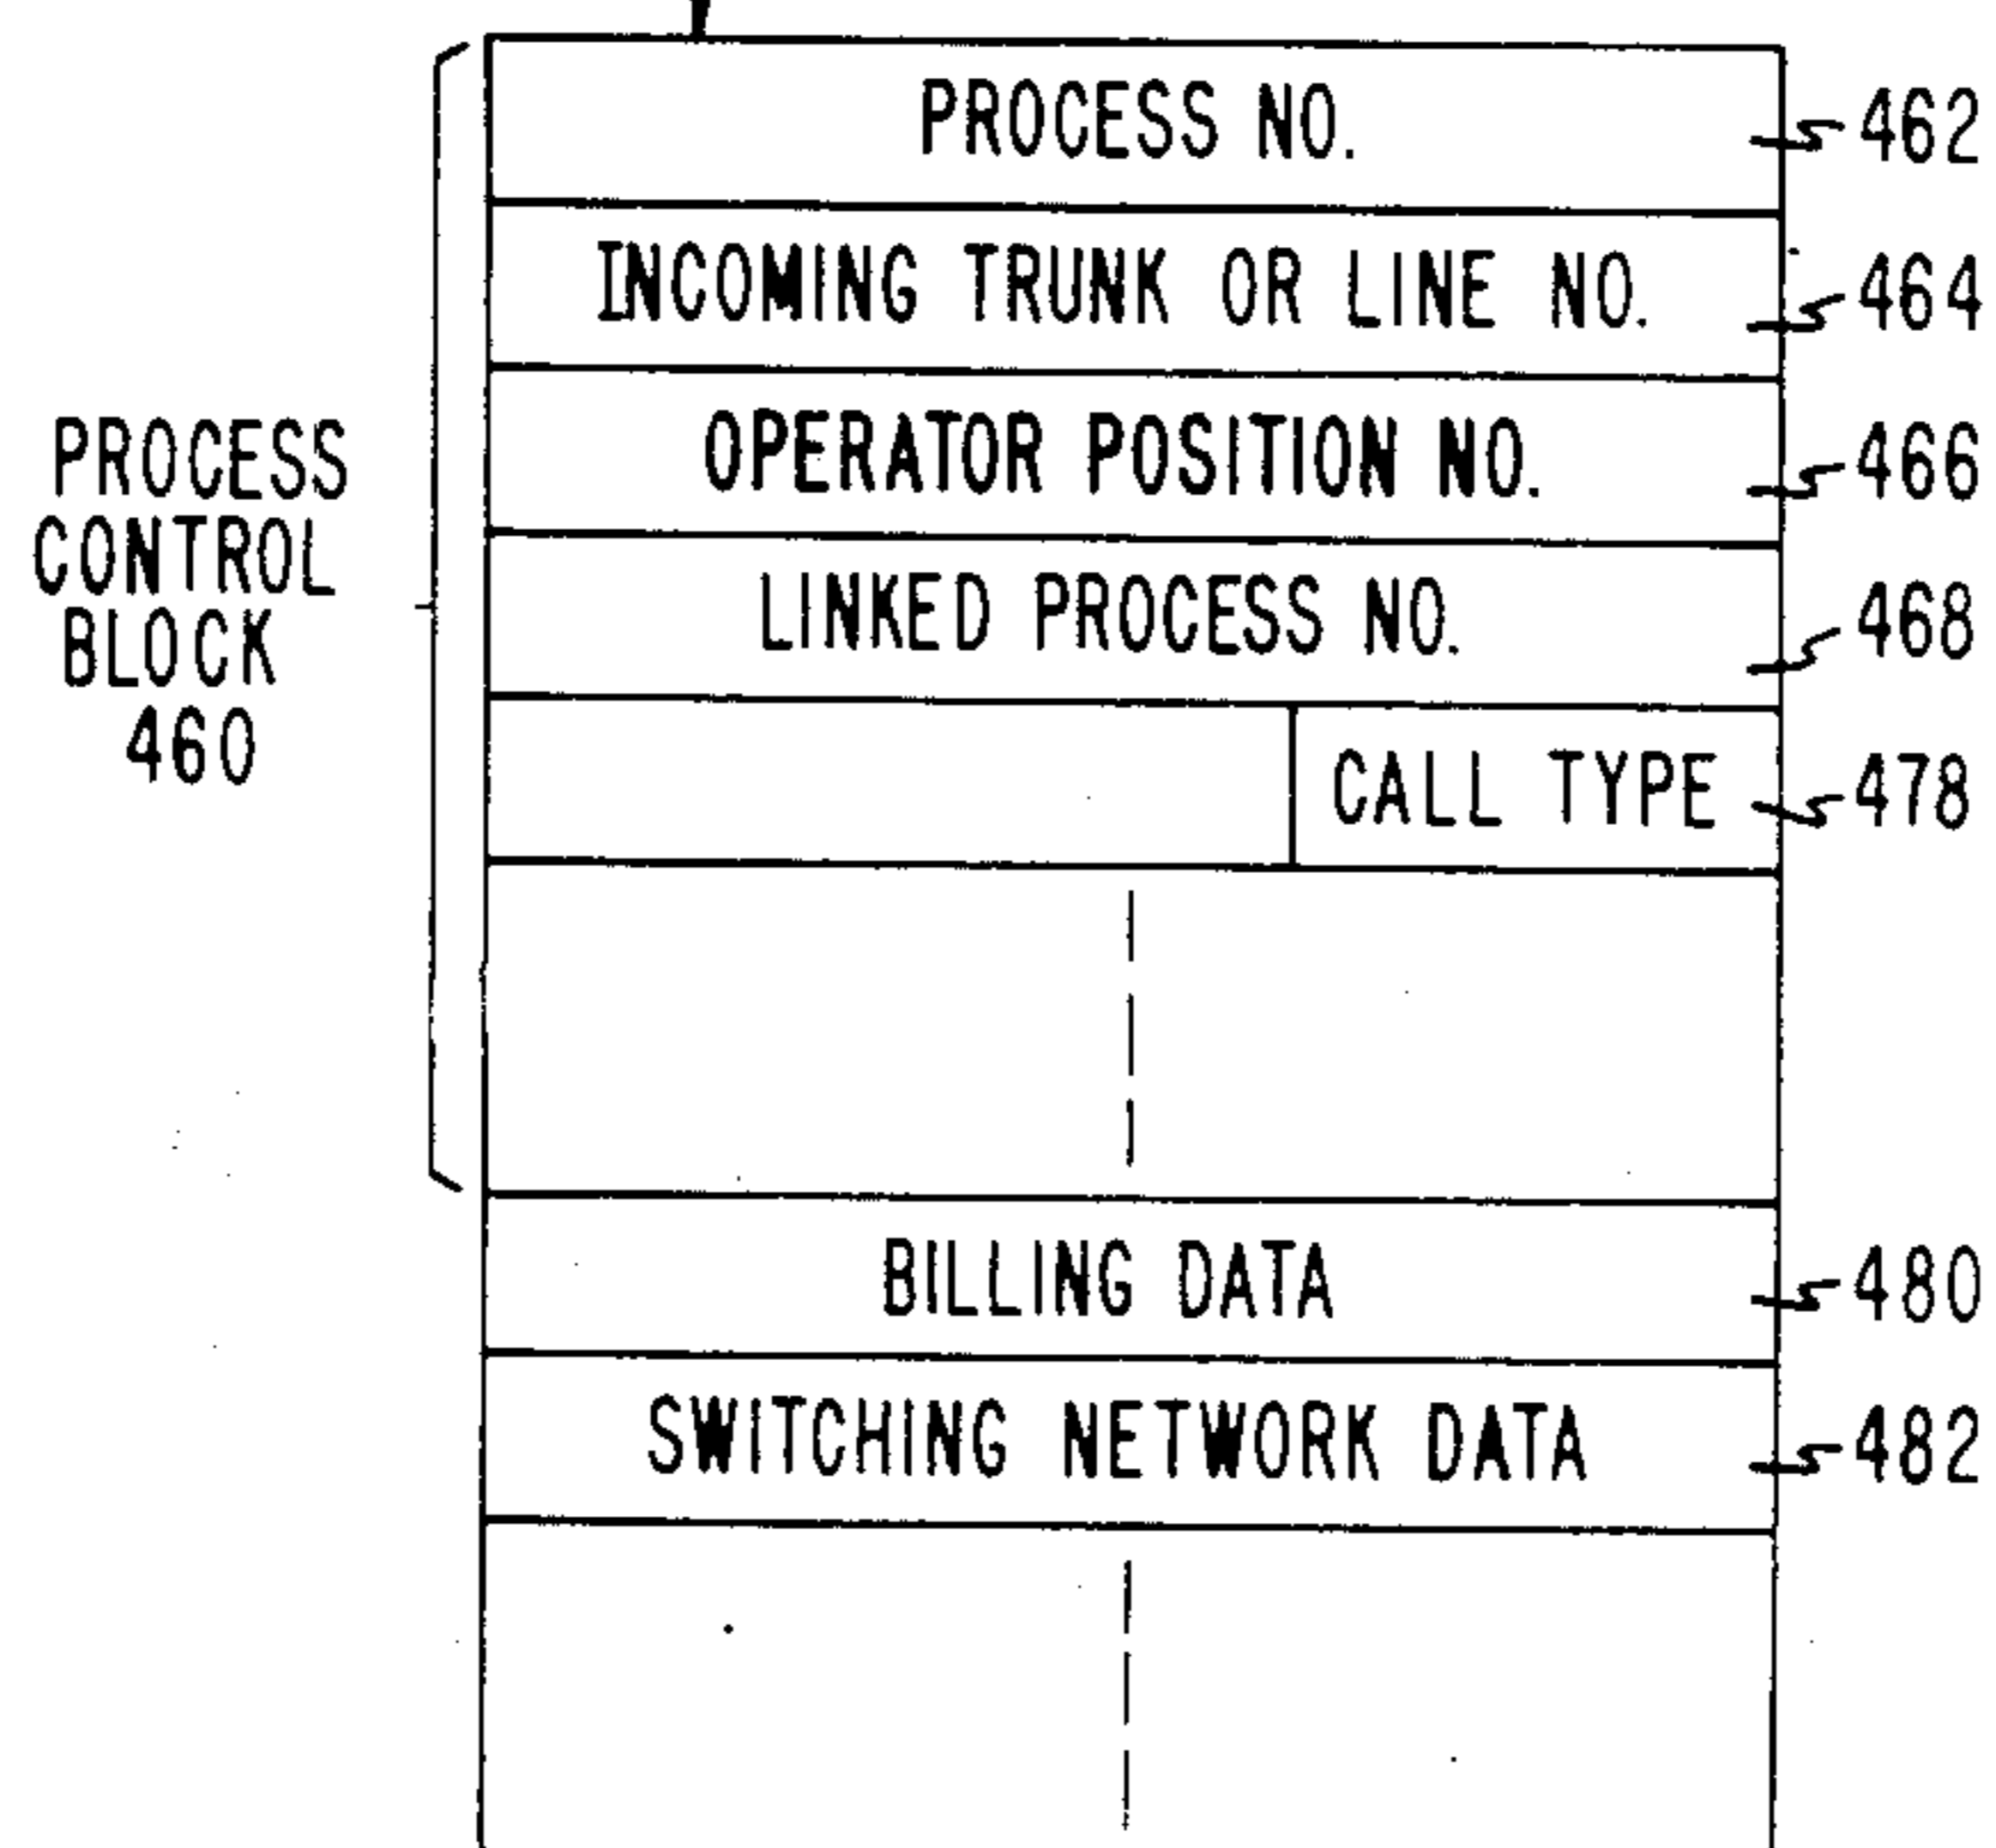 PROCESS NO.
462
INCOMING TRUNK OR LINE NO.
464
OPERATOR POSITION NO.
466
LINKED PROCESS NO.
468
PROCESS
CONTROL
BLOCK
460
CALL TYPE
478
BILLING DATA
480
SWITCHING NETWORK DATA
482